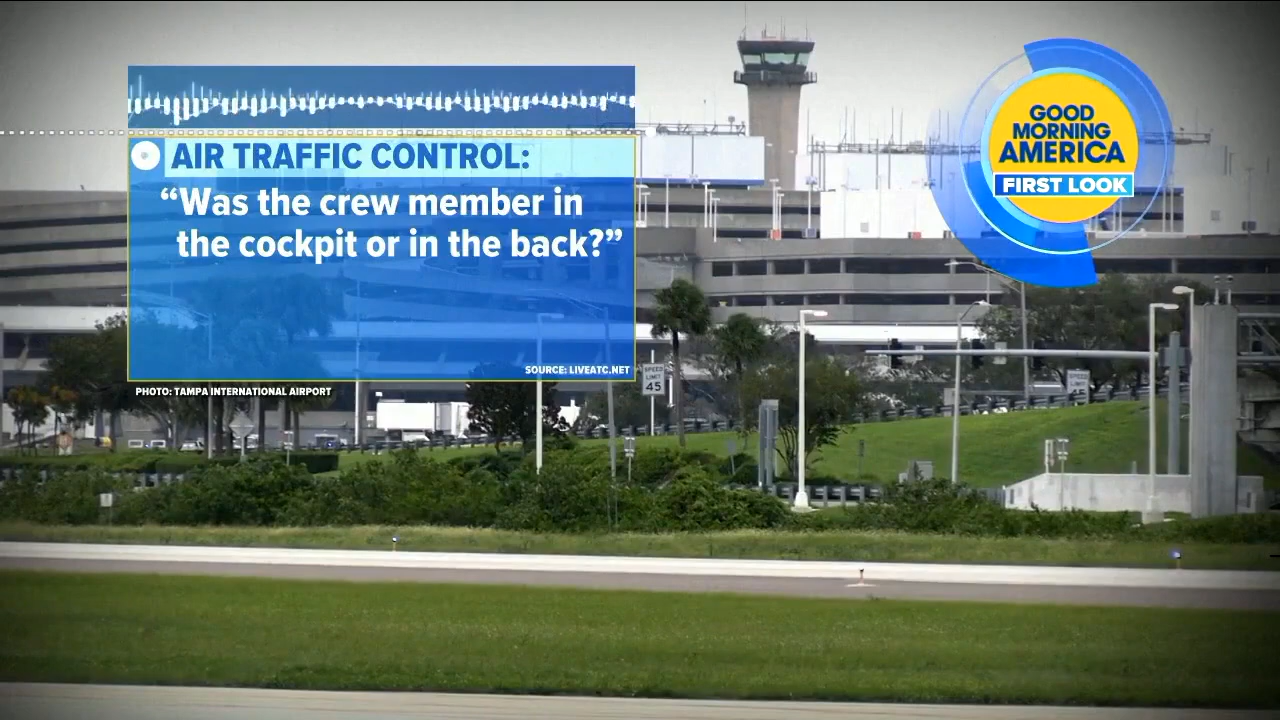 AIR TRAFFIC CONTROL:
“Was the crew member in
the cockpit or in the back?”
SOURCE: LIVEATC.NET
PHOTO: TAMPA INTERNATIONAL AIRPORT
GOOD
MORNING
AMERICA
FIRST LOOK
SPEED
LIMIT
45